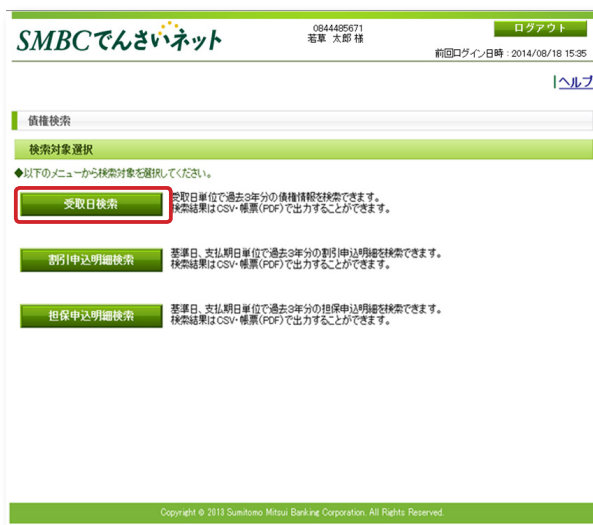 SMBCでんさいネット
0844485671
若草 太郎 様
ログアウト
前回ログイン日時：2014/08/18 15:35
|ヘルプ
債権検索
検索対象選択
◆以下のメニューから検索対象を選択してください。
受取日検索
受取日単位で過去3年分の債権情報を検索できます。
検索結果はCSV・帳票(PDF)で出力することができます。
割引申込明細検索
基準日、支払期日単位で過去3年分の割引申込明細を検索できます。
検索結果はCSV・帳票(PDF)で出力することができます。
担保申込明細検索
基準日、支払期日単位で過去3年分の担保申込明細を検索できます。
検索結果はCSV・帳票(PDF)で出力することができます。
Copyright © 2013 Sumitomo Mitsui Banking Corporation. All Rights Reserved.